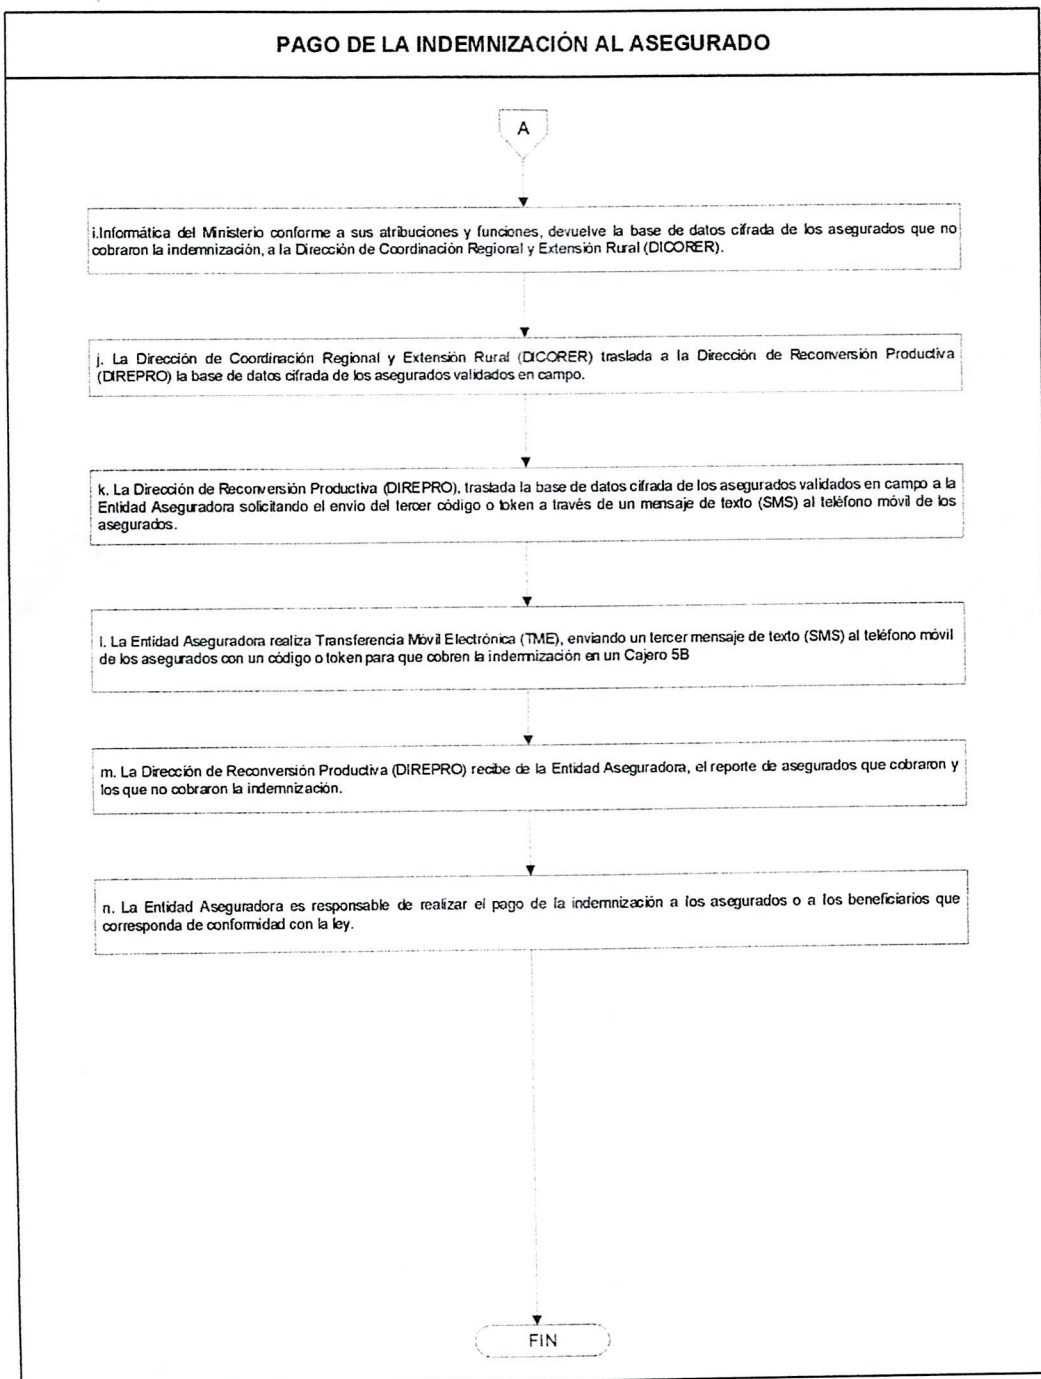 PAGO DE LA INDEMNIZACIÓN AL ASEGURADO
A
i.Informática del Ministerio conforme a sus atribuciones y funciones, devuelve la base de datos cifrada de los asegurados que no
cobraron la indemnización, a la Dirección de Coordinación Regional y Extensión Rural (DICORER).
j. La Dirección de Coordinación Regional y Extensión Rural (DICORER) traslada a la Dirección de Reconversión Productiva
(DIREPRO) la base de datos cifrada de los asegurados validados en campo.
k. La Dirección de Reconversión Productiva (DIREPRO), traslada la base de datos cifrada de los asegurados validados en campo a la
Entidad Aseguradora solicitando el envío del tercer código o token a través de un mensaje de texto (SMS) al teléfono móvil de los
asegurados.
l. La Entidad Aseguradora realiza Transferencia Móvil Electrónica (TME), enviando un tercer mensaje de texto (SMS) al teléfono móvil
de los asegurados con un código o token para que cobren la indemnización en un Cajero 5B
m. La Dirección de Reconversión Productiva (DIREPRO) recibe de la Entidad Aseguradora, el reporte de asegurados que cobraron y
los que no cobraron la indemnización.
n. La Entidad Aseguradora es responsable de realizar el pago de la indemnización a los asegurados o a los beneficiarios que
corresponda de conformidad con la ley.
FIN